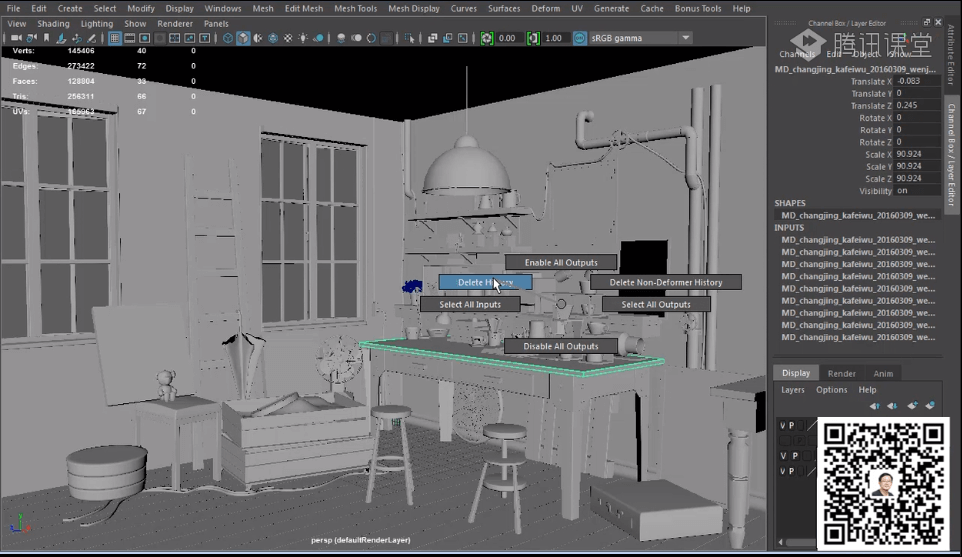 File Edit Create Select Modify Display Windows Mesh Edit Mesh Mesh Tools Mesh Display Curves Surfaces Deform UV Generate Cache Bonus Tools Help
View Shading Lighting Show Renderer Panels
0.00 1.00 sRGB gamma
Verts: 145406 40 0
Edges: 273422 72 0
Faces: 128804 33 0
Tris: 256311 66 0
UVs: 67 0
Enable All Outputs
Delete History Delete Non-Deformer History
Select All Inputs Select All Outputs
Disable All Outputs
persp (defaultRenderLayer)
Channel Box / Layer Editor
腾讯课堂
Channels Edit Object Show
MD_changjing_kafeiwu_20160309_wenj...
Translate X -0.083
Translate Y 0
Translate Z 0.245
Rotate X 0
Rotate Y 0
Rotate Z 0
Scale X 90.924
Scale Y 90.924
Scale Z 90.924
Visibility on
SHAPES
MD_changjing_kafeiwu_20160309_we...
INPUTS
MD_changjing_kafeiwu_20160309_we...
MD_changjing_kafeiwu_20160309_we...
MD_changjing_kafeiwu_20160309_we...
MD_changjing_kafeiwu_20160309_we...
MD_changjing_kafeiwu_20160309_we...
MD_changjing_kafeiwu_20160309_we...
MD_changjing_kafeiwu_20160309_we...
MD_changjing_kafeiwu_20160309_we...
MD_changjing_kafeiwu_20160309_we...
Display Render Anim
Layers Options Help
V P
V P
V P
Attribute Editor
Channel Box / Layer Editor